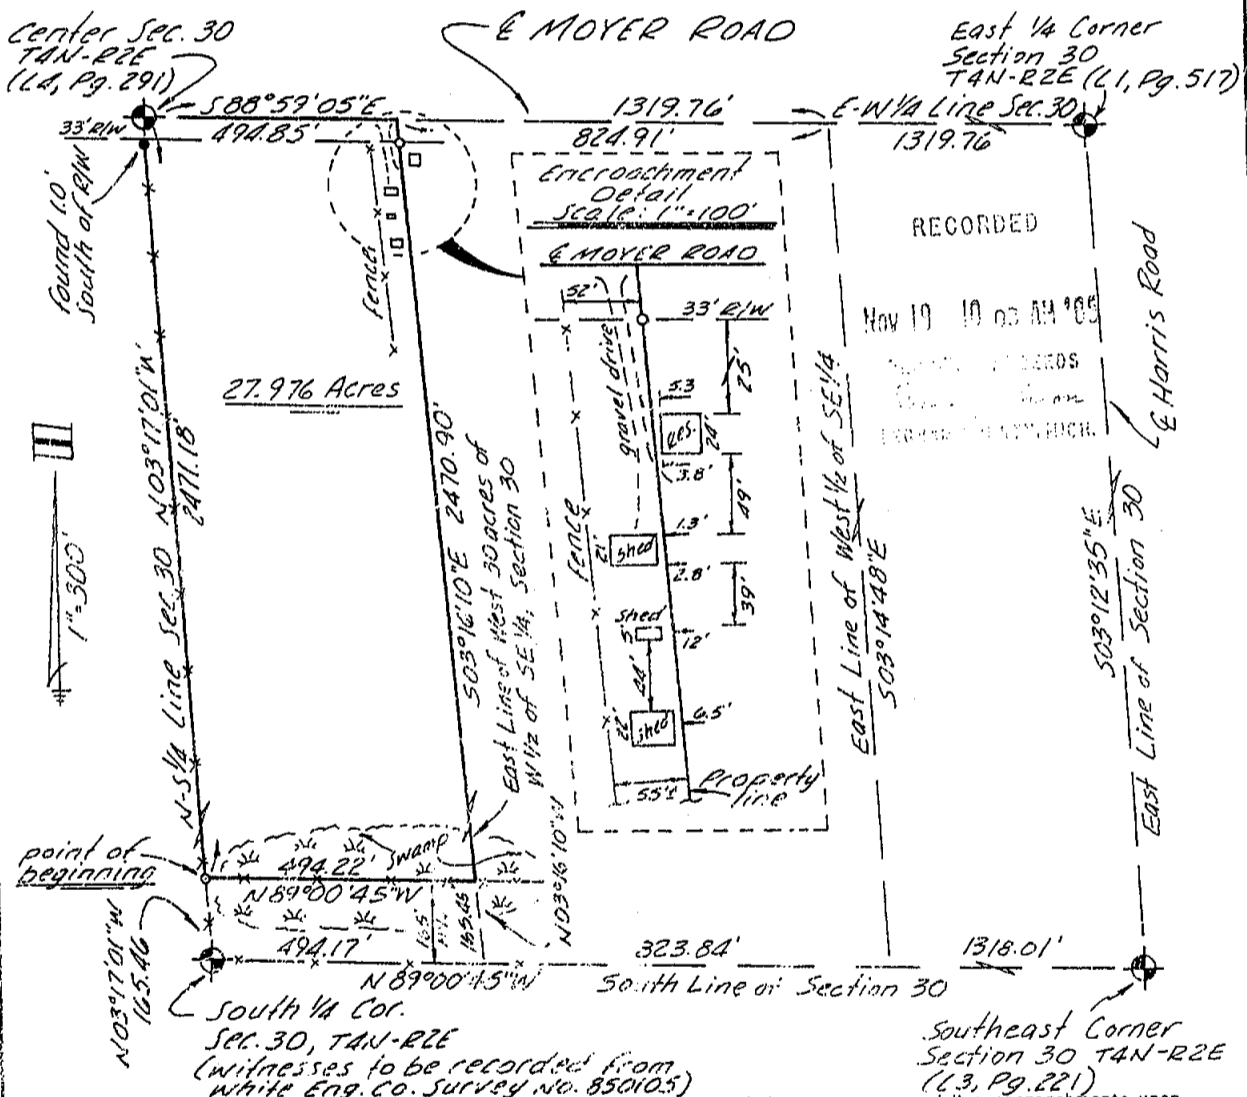 Center Sec. 30
T4N-R2E
(L4, Pg. 291)
℄ MOYER ROAD
East 1/4 Corner
Section 30
T4N-R2E (L1, Pg. 517)
S88°59'05"E
1319.76'
E-W 1/4 Line Sec. 30
33' R/W
494.85'
824.91'
1319.76
found 1.0'
South of R/W
fence
Encroachment
Detail
Scale: 1"=100'
℄ MOYER ROAD
52'
33' R/W
gravel drive
25'
5.3
Res.
24'
3.8'
49'
fence
1.3'
21'
Shed
2.8'
39'
Shed
5'
12'
44'
6.5'
22'
Shed
55'±
Property
line
RECORDED
Nov 19 10 03 AM
℄ Harris Road
27.976 Acres
N03°17'01"W
2471.18'
N-S 1/4 Line Sec. 30
1"=300'
S03°16'10"E 2470.90'
East Line of West 30 acres of
W 1/2 of SE 1/4, Section 30
East Line of West 1/2 of SE 1/4
S03°14'48"E
S03°12'35"E
East Line of Section 30
point of
beginning
swamp
494.22'
N89°00'45"W
N03°16'10"W
165.45
165'
N03°17'01"W
165.46
494.17'
323.84'
1318.01'
N89°00'45"W
South Line of Section 30
South 1/4 Cor.
Sec. 30, T4N-R2E
(witnesses to be recorded from
White Eng. Co. Survey No. 850105)
Southeast Corner
Section 30 T4N-R2E
(L3, Pg. 221)